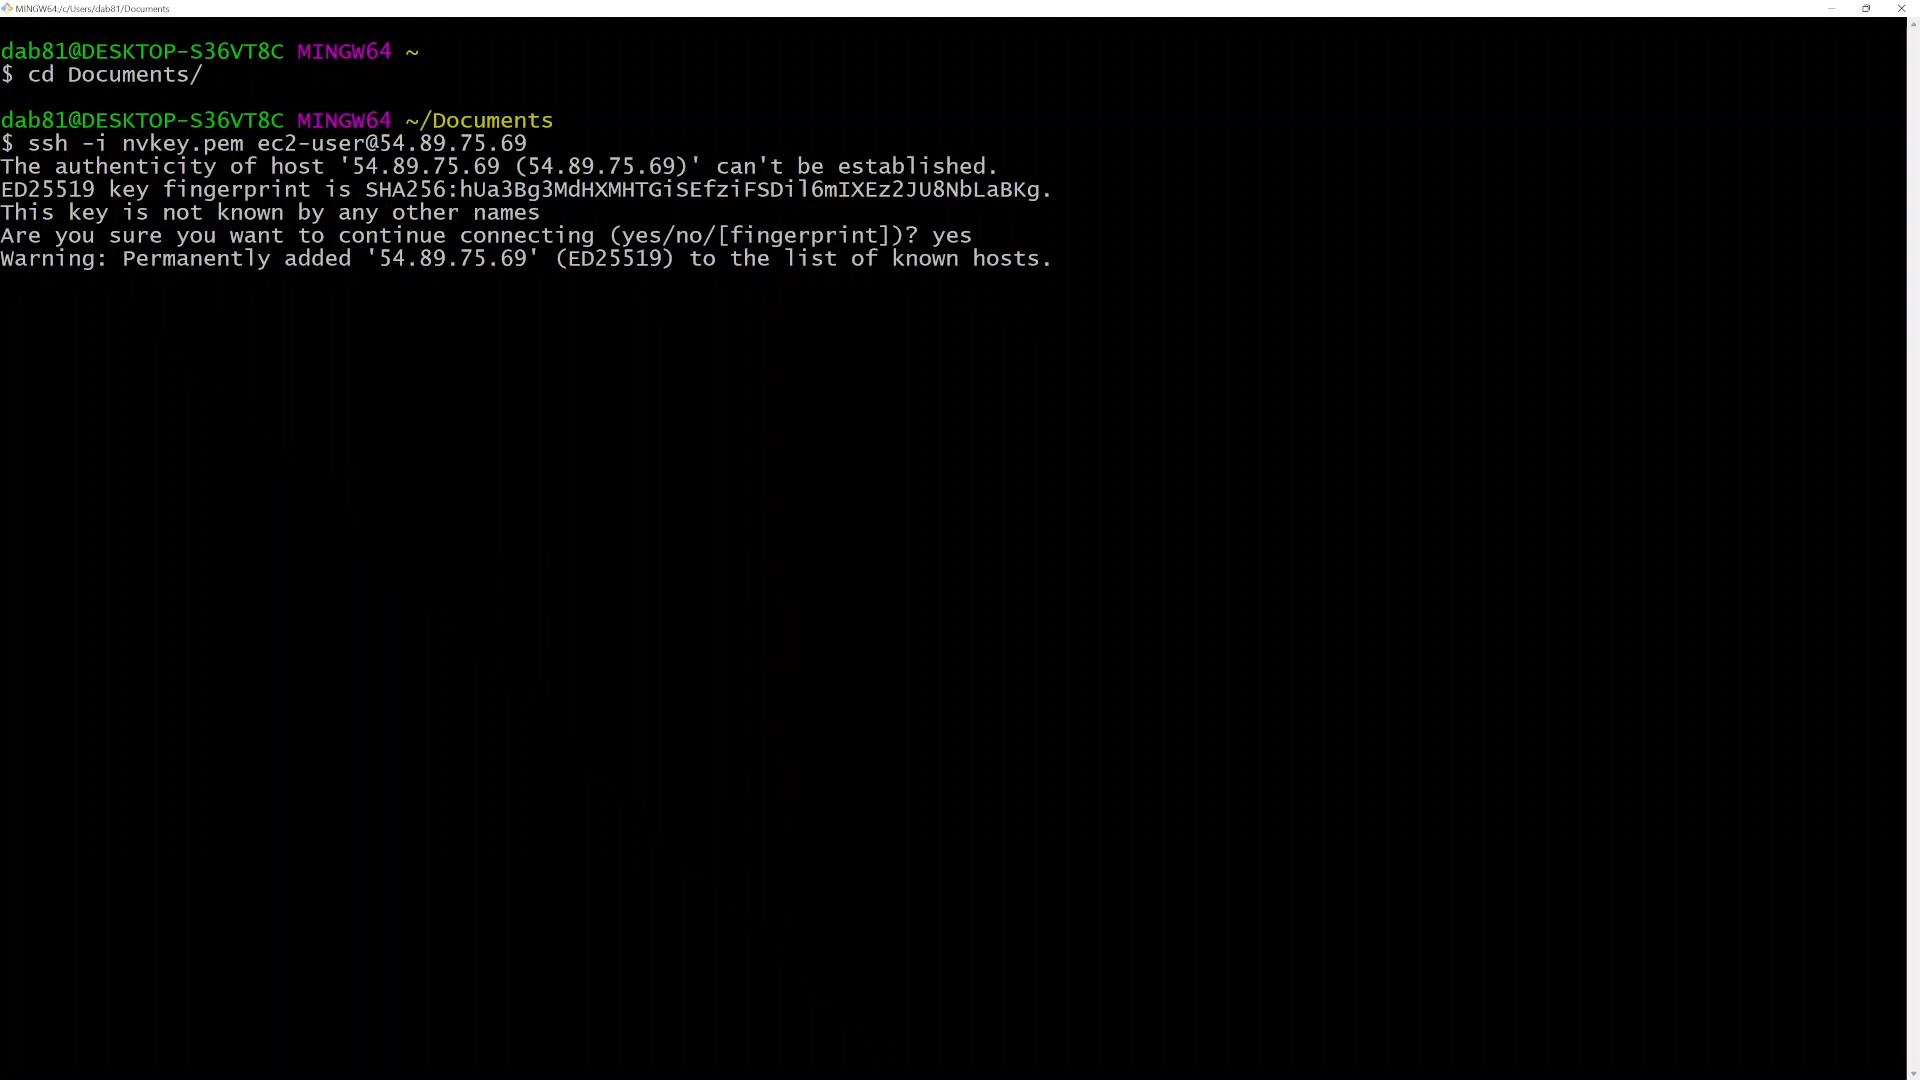 MINGW64:/c/Users/dab81/Documents
dab81@DESKTOP-S36VT8C MINGW64 ~
$ cd Documents/
dab81@DESKTOP-S36VT8C MINGW64 ~/Documents
$ ssh -i nvkey.pem ec2-user@54.89.75.69
The authenticity of host '54.89.75.69 (54.89.75.69)' can't be established.
ED25519 key fingerprint is SHA256:hUa3Bg3MdHXMHTGiSEfziFSDil6mIXEz2JU8NbLaBKg.
This key is not known by any other names
Are you sure you want to continue connecting (yes/no/[fingerprint])? yes
Warning: Permanently added '54.89.75.69' (ED25519) to the list of known hosts.